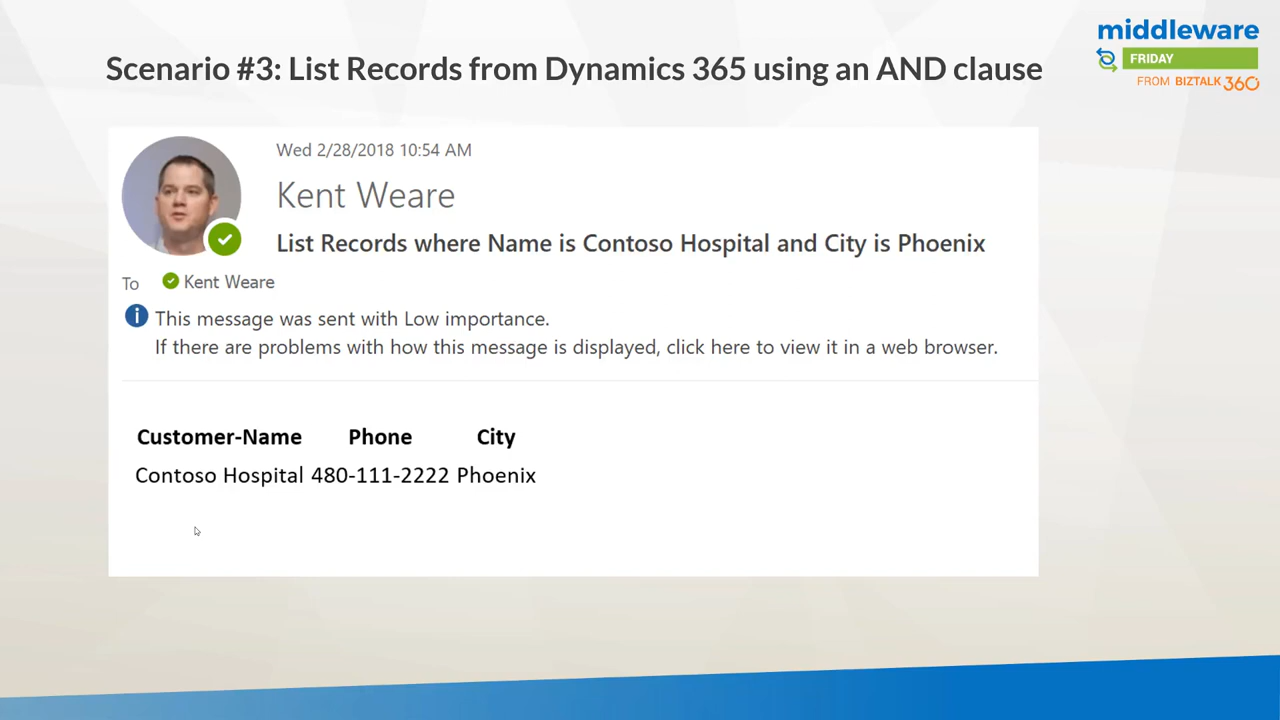 Scenario #3: List Records from Dynamics 365 using an AND clause
middleware
FRIDAY
FROM BIZTALK 360
Wed 2/28/2018 10:54 AM
Kent Weare
List Records where Name is Contoso Hospital and City is Phoenix
To Kent Weare
i This message was sent with Low importance.
If there are problems with how this message is displayed, click here to view it in a web browser.
Customer-Name Phone City
Contoso Hospital 480-111-2222 Phoenix